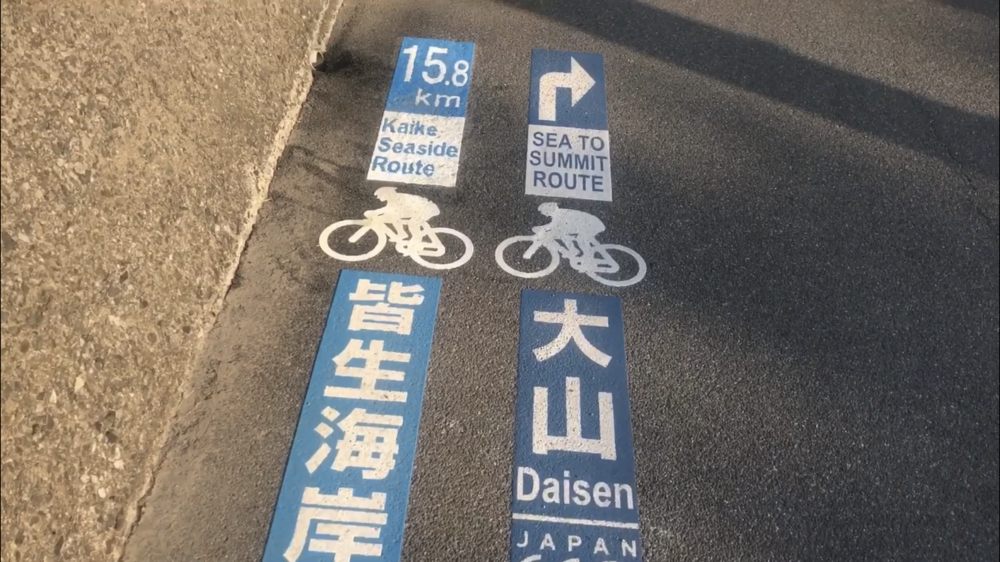 15.8
km
Kaike
Seaside
Route
皆生海岸
SEA TO
SUMMIT
ROUTE
大山
Daisen
JAPAN